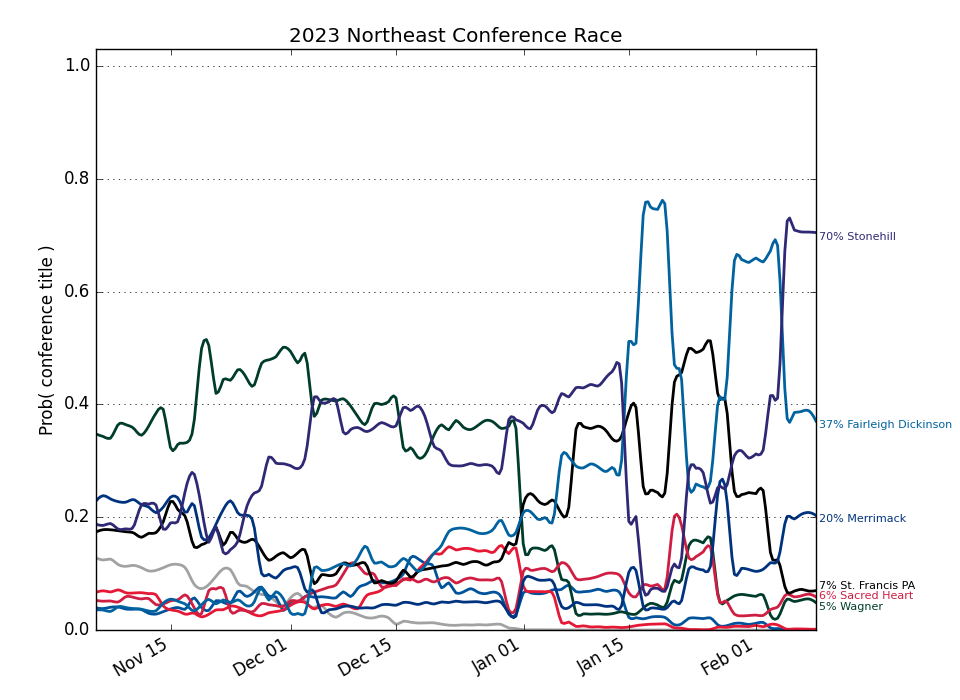 2023 Northeast Conference Race
Prob( conference title )
1.0
0.8
0.6
0.4
0.2
0.0
70% Stonehill
37% Fairleigh Dickinson
20% Merrimack
7% St. Francis PA
6% Sacred Heart
5% Wagner
Nov 15
Dec 01
Dec 15
Jan 01
Jan 15
Feb 01